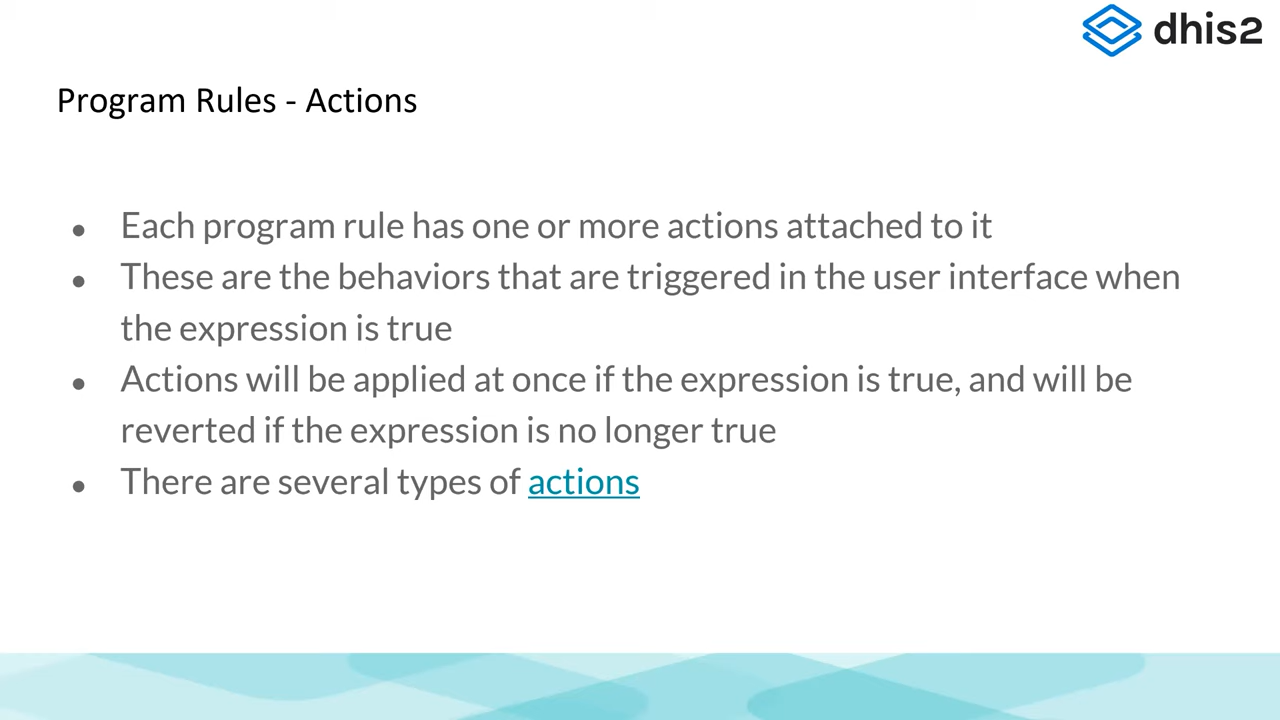 dhis2
Program Rules - Actions
● Each program rule has one or more actions attached to it
● These are the behaviors that are triggered in the user interface when
the expression is true
● Actions will be applied at once if the expression is true, and will be
reverted if the expression is no longer true
● There are several types of actions